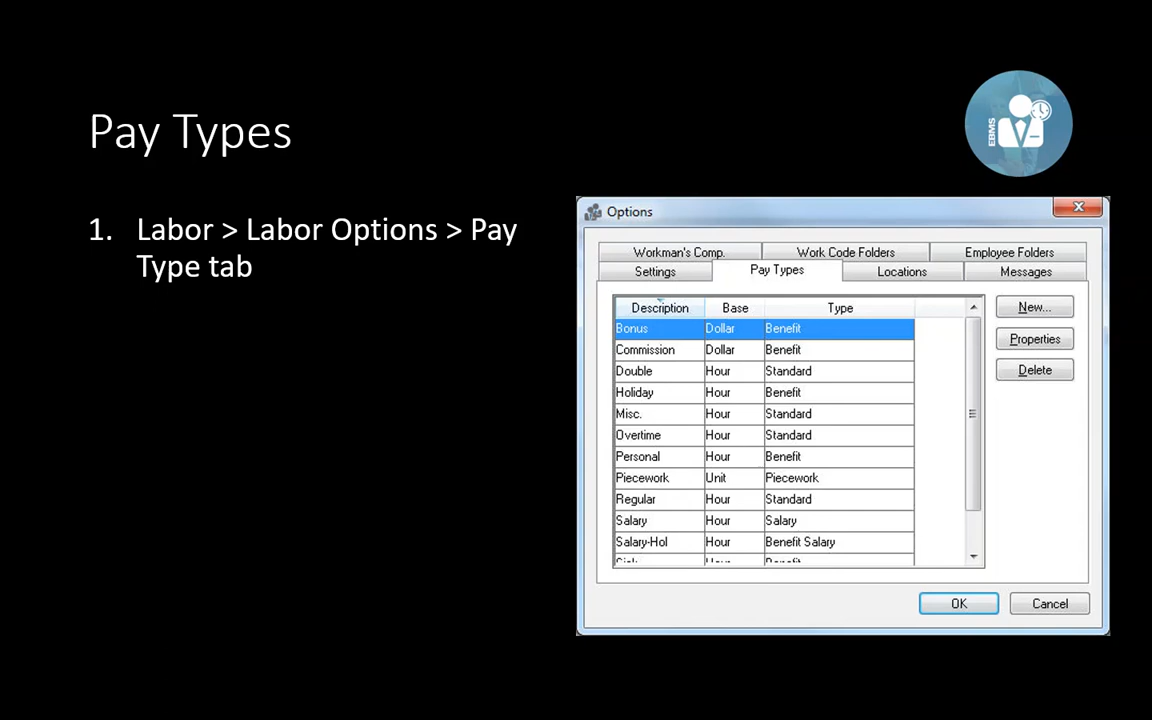 Pay Types
EBMS
1. Labor > Labor Options > Pay
Type tab
Options
Workman's Comp. Work Code Folders Employee Folders
Settings Pay Types Locations Messages
Description Base Type
Bonus Dollar Benefit
Commission Dollar Benefit
Double Hour Standard
Holiday Hour Benefit
Misc. Hour Standard
Overtime Hour Standard
Personal Hour Benefit
Piecework Unit Piecework
Regular Hour Standard
Salary Hour Salary
Salary-Hol Hour Benefit Salary
New...
Properties
Delete
OK Cancel